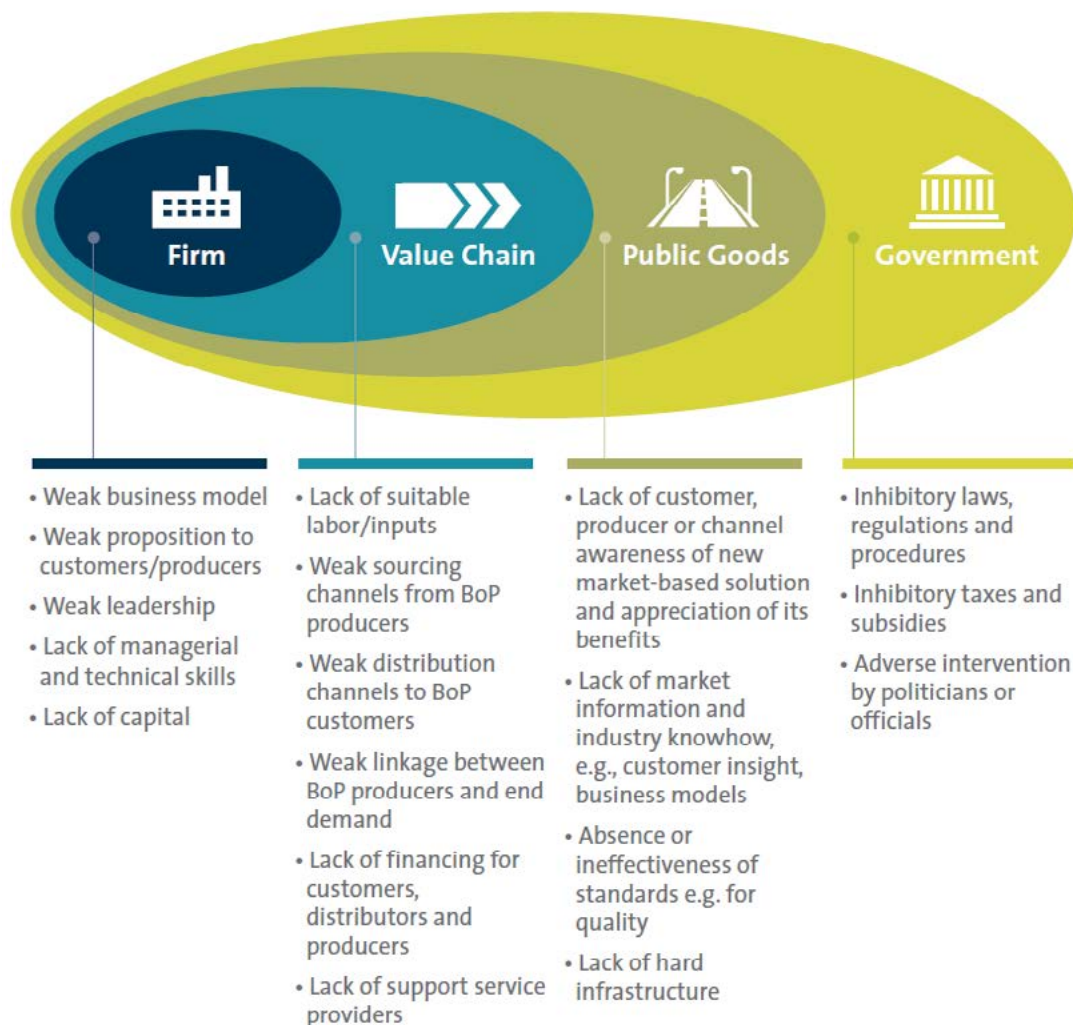 Firm
Value Chain
Public Goods
Government
• Weak business model
• Weak proposition to
customers/producers
• Weak leadership
• Lack of managerial
and technical skills
• Lack of capital
• Lack of suitable
labor/inputs
• Weak sourcing
channels from BoP
producers
• Weak distribution
channels to BoP
customers
• Weak linkage between
BoP producers and end
demand
• Lack of financing for
customers,
distributors and
producers
• Lack of support service
providers
• Lack of customer,
producer or channel
awareness of new
market-based solution
and appreciation of its
benefits
• Lack of market
information and
industry knowhow,
e.g., customer insight,
business models
• Absence or
ineffectiveness of
standards e.g. for
quality
• Lack of hard
infrastructure
• Inhibitory laws,
regulations and
procedures
• Inhibitory taxes and
subsidies
• Adverse intervention
by politicians or
officials